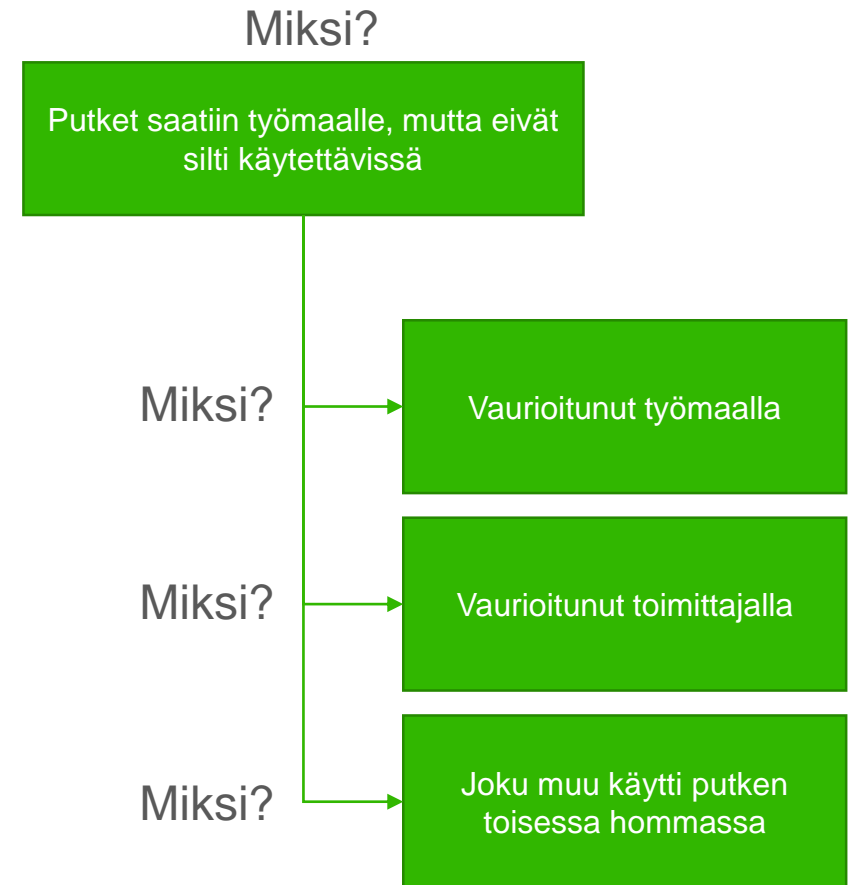 Miksi?
Putket saatiin työmaalle, mutta eivät
silti käytettävissä
Miksi?
Vaurioitunut työmaalla
Miksi?
Vaurioitunut toimittajalla
Miksi?
Joku muu käytti putken
toisessa hommassa